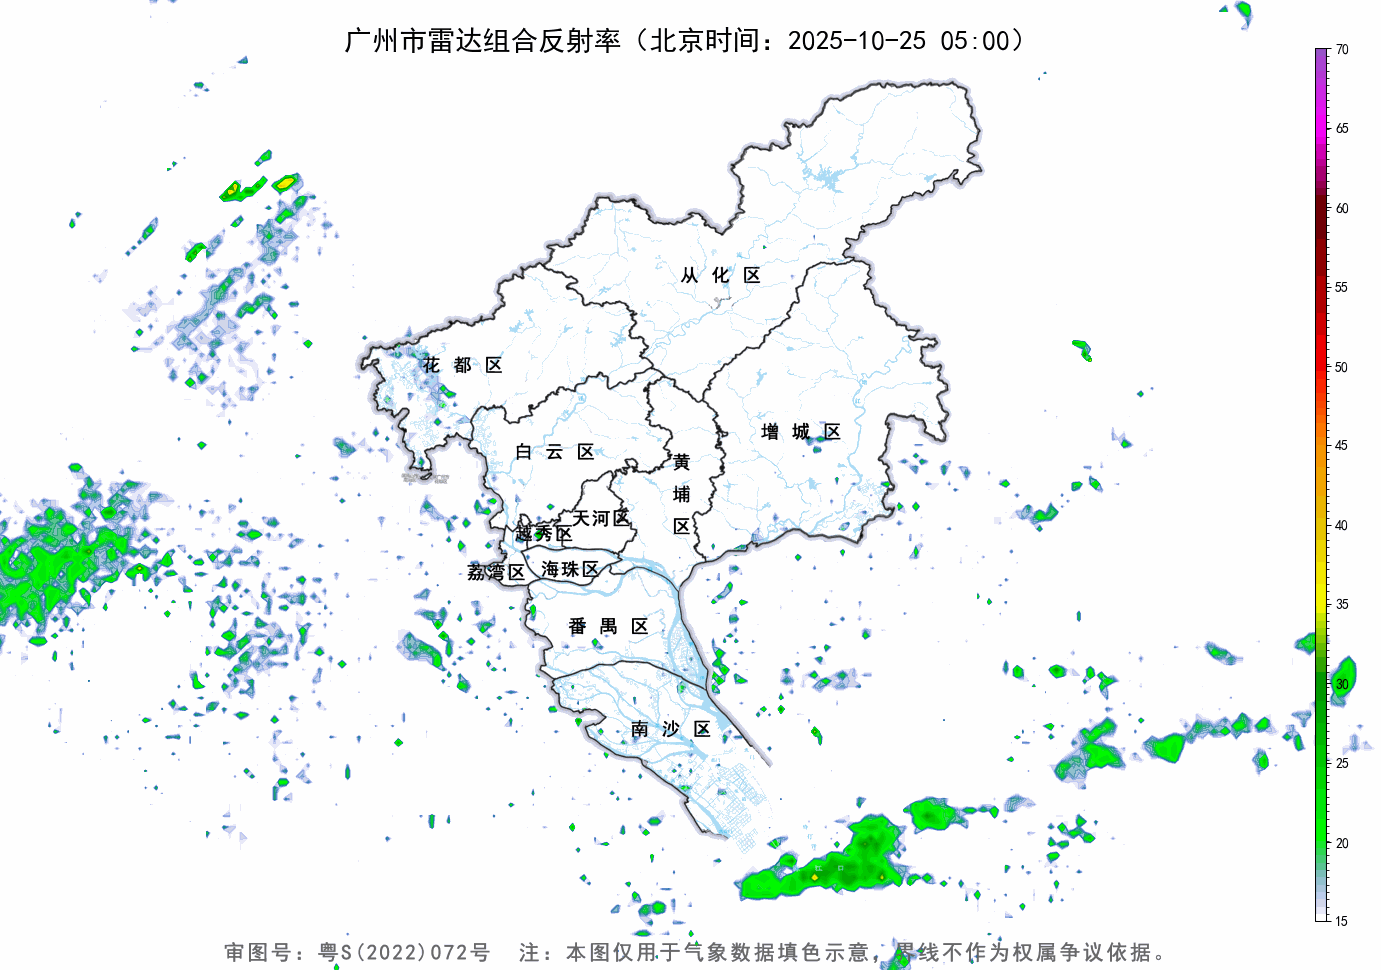 广州市雷达组合反射率（北京时间：2025-10-25 05:00）
70
65
60
55
50
45
40
35
30
25
20
15
从化区
花都区
增城区
白云区
黄埔区
天河区
越秀区
海珠区
荔湾区
番禺区
南沙区
审图号：粤S(2022)072号 注：本图仅用于气象数据填色示意，界线不作为权属争议依据。